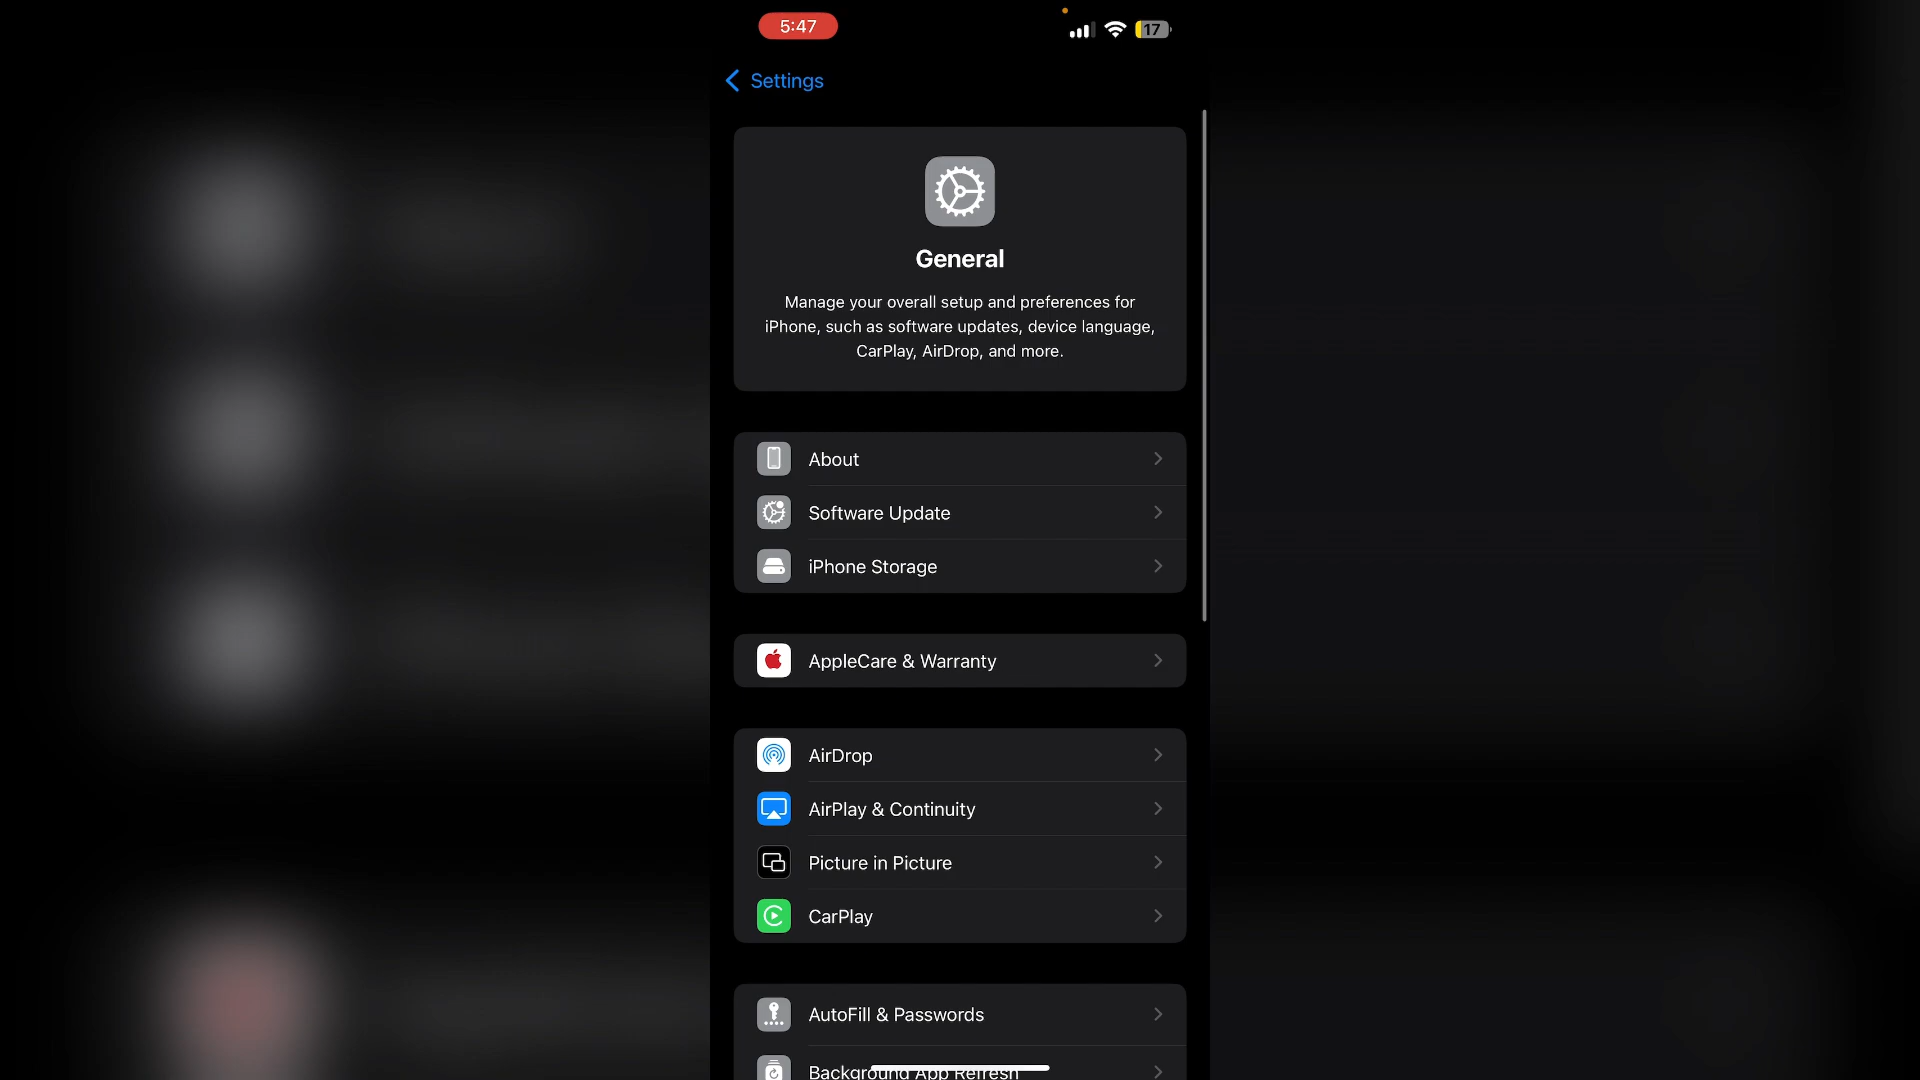 5:47
17
Settings
General
Manage your overall setup and preferences for
iPhone, such as software updates, device language,
CarPlay, AirDrop, and more.
About
Software Update
iPhone Storage
AppleCare & Warranty
AirDrop
AirPlay & Continuity
Picture in Picture
CarPlay
AutoFill & Passwords
Background App Refresh